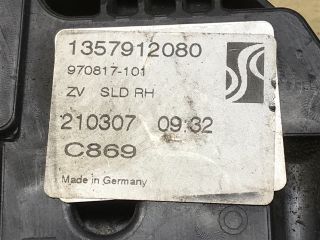 1357912080
970817-101
ZV SLD RH
210307 09:32
C869
Made in Germany